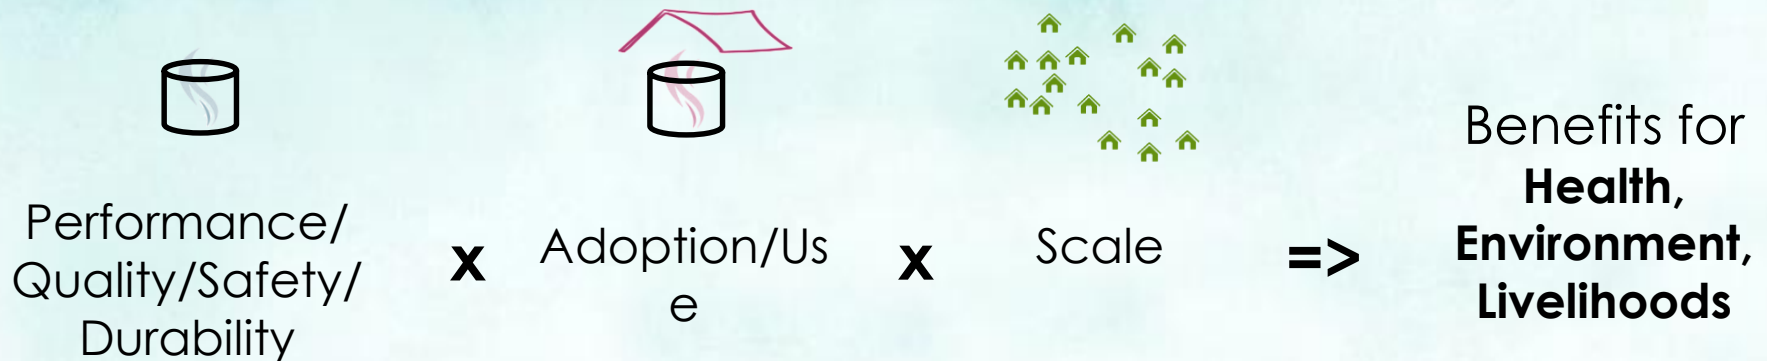 Performance/
Quality/Safety/
Durability
x
Adoption/Us
e
x
Scale
=>
Benefits for
Health,
Environment,
Livelihoods